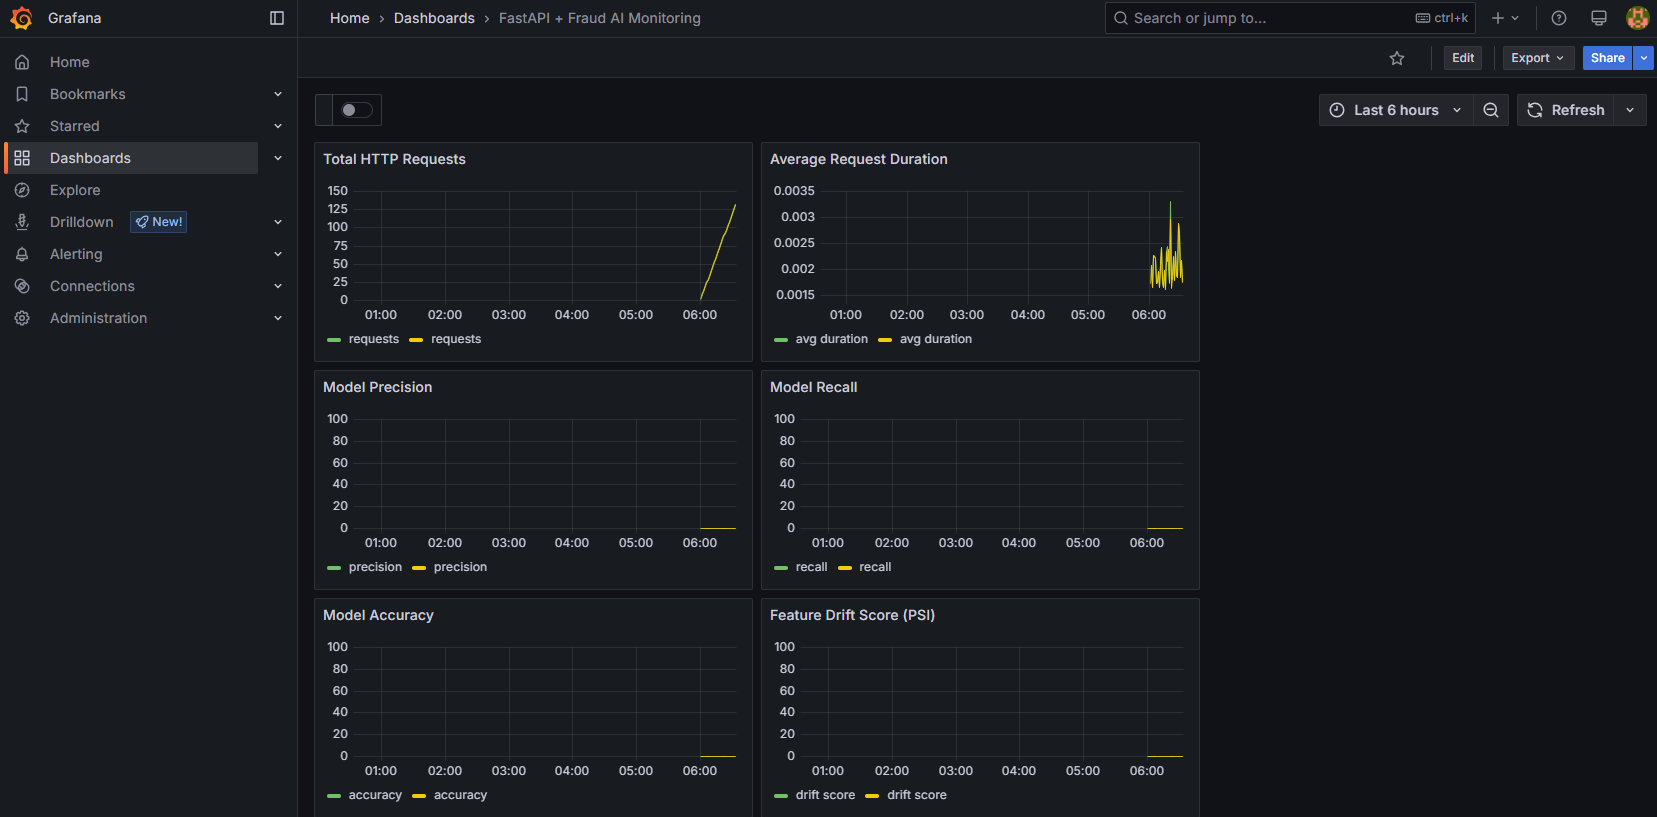 Grafana
Home › Dashboards › FastAPI + Fraud AI Monitoring
Search or jump to...
ctrl+k
Edit
Export
Share
Home
Bookmarks
Starred
Dashboards
Explore
Drilldown
New!
Alerting
Connections
Administration
Last 6 hours
Refresh
Total HTTP Requests
150
125
100
75
50
25
0
01:00 02:00 03:00 04:00 05:00 06:00
requests requests
Average Request Duration
0.0035
0.003
0.0025
0.002
0.0015
01:00 02:00 03:00 04:00 05:00 06:00
avg duration avg duration
Model Precision
100
80
60
40
20
0
01:00 02:00 03:00 04:00 05:00 06:00
precision precision
Model Recall
100
80
60
40
20
0
01:00 02:00 03:00 04:00 05:00 06:00
recall recall
Model Accuracy
100
80
60
40
20
0
01:00 02:00 03:00 04:00 05:00 06:00
accuracy accuracy
Feature Drift Score (PSI)
100
80
60
40
20
0
01:00 02:00 03:00 04:00 05:00 06:00
drift score drift score